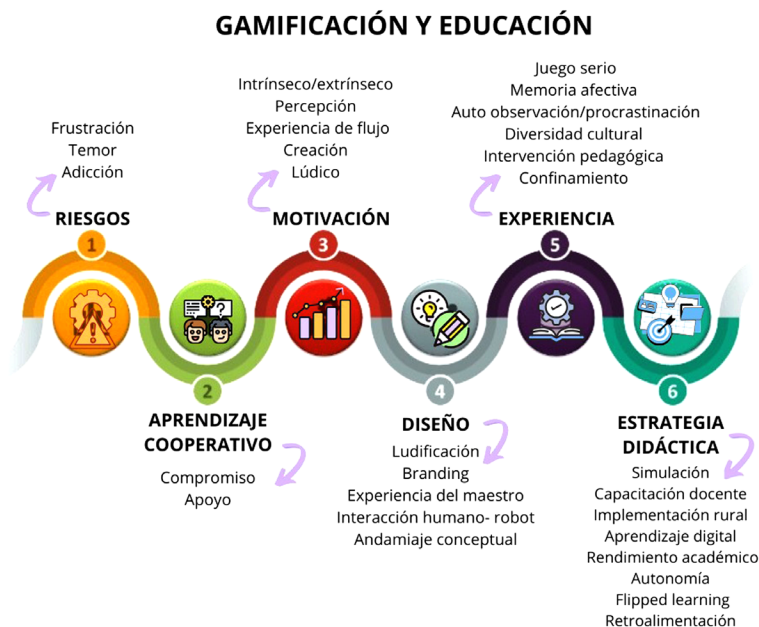 GAMIFICACIÓN Y EDUCACIÓN
Frustración
Temor
Adicción
RIESGOS
1
2
APRENDIZAJE
COOPERATIVO
Compromiso
Apoyo
Intrínseco/extrínseco
Percepción
Experiencia de flujo
Creación
Lúdico
MOTIVACIÓN
3
4
DISEÑO
Ludificación
Branding
Experiencia del maestro
Interacción humano- robot
Andamiaje conceptual
Juego serio
Memoria afectiva
Auto observación/procrastinación
Diversidad cultural
Intervención pedagógica
Confinamiento
EXPERIENCIA
5
6
ESTRATEGIA
DIDÁCTICA
Simulación
Capacitación docente
Implementación rural
Aprendizaje digital
Rendimiento académico
Autonomía
Flipped learning
Retroalimentación